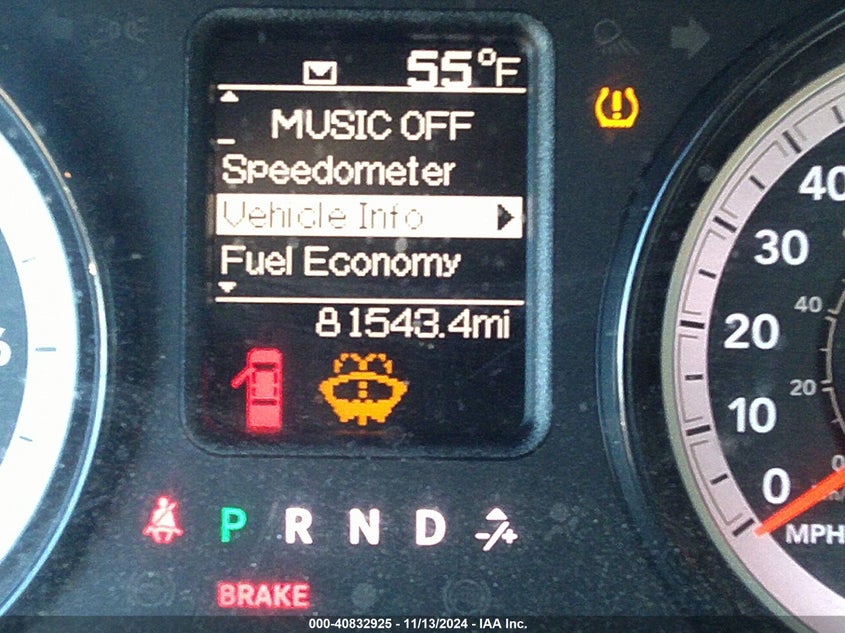 55°F
MUSIC OFF
Speedometer
Vehicle Info
Fuel Economy
81543.4mi
P R N D -/+
BRAKE
40
30
20
10
0
MPH
40
20
0
000-40832925 - 11/13/2024 - IAA Inc.